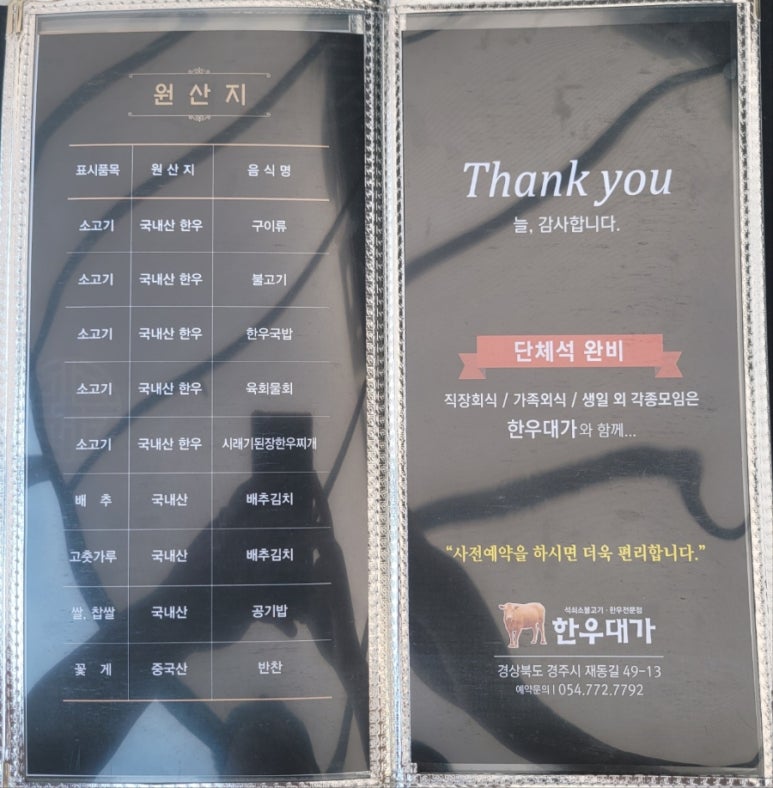 원산지
표시품목 원산지 음식명
소고기 국내산 한우 구이류
소고기 국내산 한우 불고기
소고기 국내산 한우 한우국밥
소고기 국내산 한우 육회물회
소고기 국내산 한우 시래기된장한우찌개
배 추 국내산 배추김치
고춧가루 국내산 배추김치
쌀, 찹쌀 국내산 공기밥
꽃 게 중국산 반찬
Thank you
늘, 감사합니다.
단체석 완비
직장회식 / 가족외식 / 생일 외 각종모임은
한우대가와 함께...
“사전예약을 하시면 더욱 편리합니다.”
석쇠소불고기 · 한우전문점
한우대가
경상북도 경주시 재동길 49-13
예약문의 | 054.772.7792